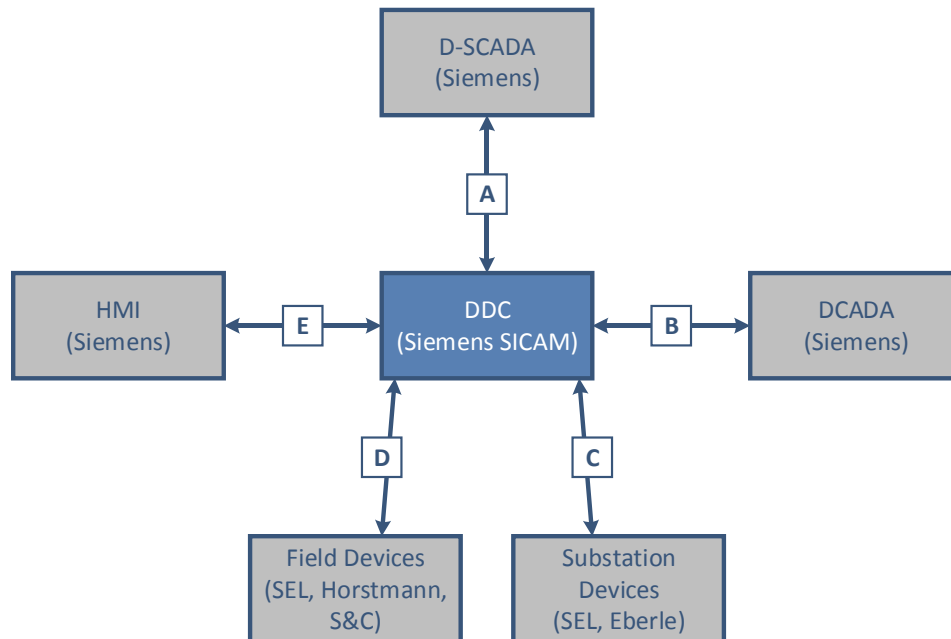 D-SCADA
(Siemens)
A
HMI
(Siemens)
E
DDC
(Siemens SICAM)
B
DCADA
(Siemens)
D
C
Field Devices
(SEL, Horstmann,
S&C)
Substation
Devices
(SEL, Eberle)